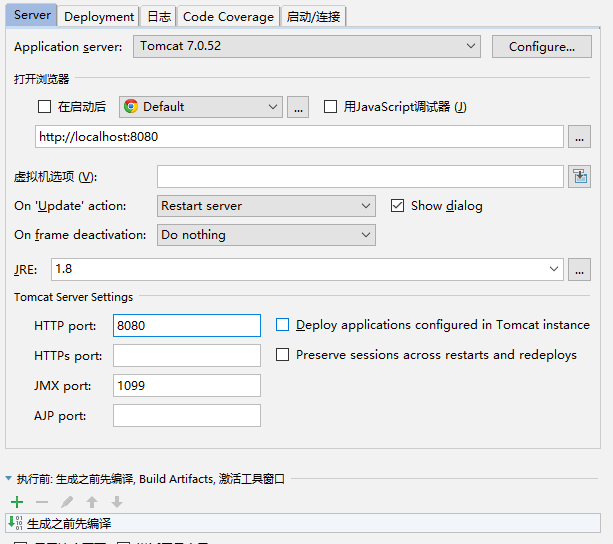 Server Deployment 日志 Code Coverage 启动/连接
Application server: Tomcat 7.0.52 Configure...
打开浏览器
在启动后 Default ... 用JavaScript调试器 (J)
http://localhost:8080 ...
虚拟机选项 (V):
On 'Update' action: Restart server Show dialog
On frame deactivation: Do nothing
JRE: 1.8 ...
Tomcat Server Settings
HTTP port: 8080 Deploy applications configured in Tomcat instance
HTTPs port: Preserve sessions across restarts and redeploys
JMX port: 1099
AJP port:
执行前: 生成之前先编译, Build Artifacts, 激活工具窗口
生成之前先编译